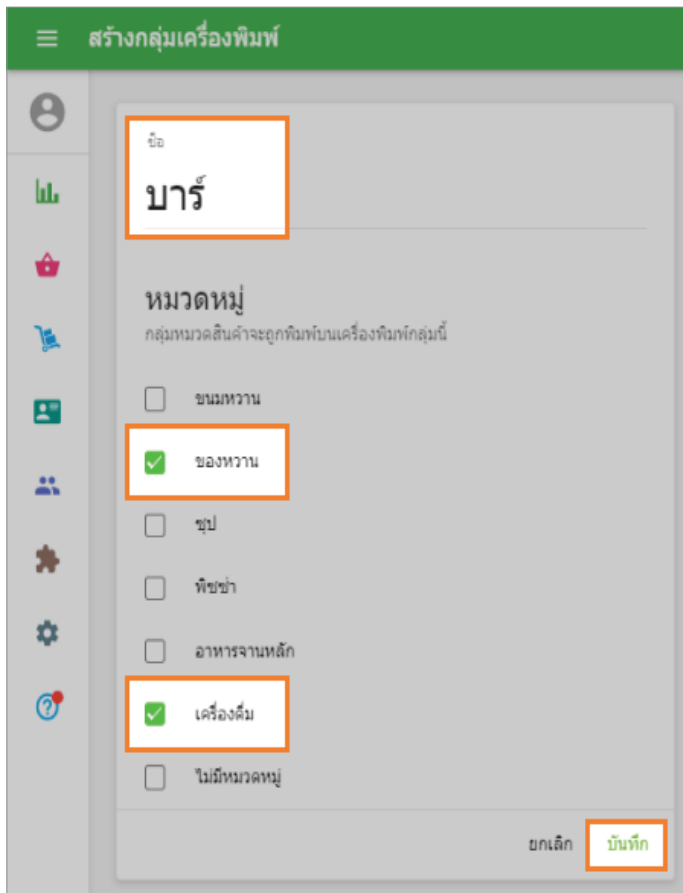 สร้างกลุ่มเครื่องพิมพ์
ชื่อ
บาร์
หมวดหมู่
กลุ่มหมวดสินค้าจะถูกพิมพ์บนเครื่องพิมพ์กลุ่มนี้
ขนมหวาน
ของหวาน
ซุป
พิซซ่า
อาหารจานหลัก
เครื่องดื่ม
ไม่มีหมวดหมู่
ยกเลิก บันทึก